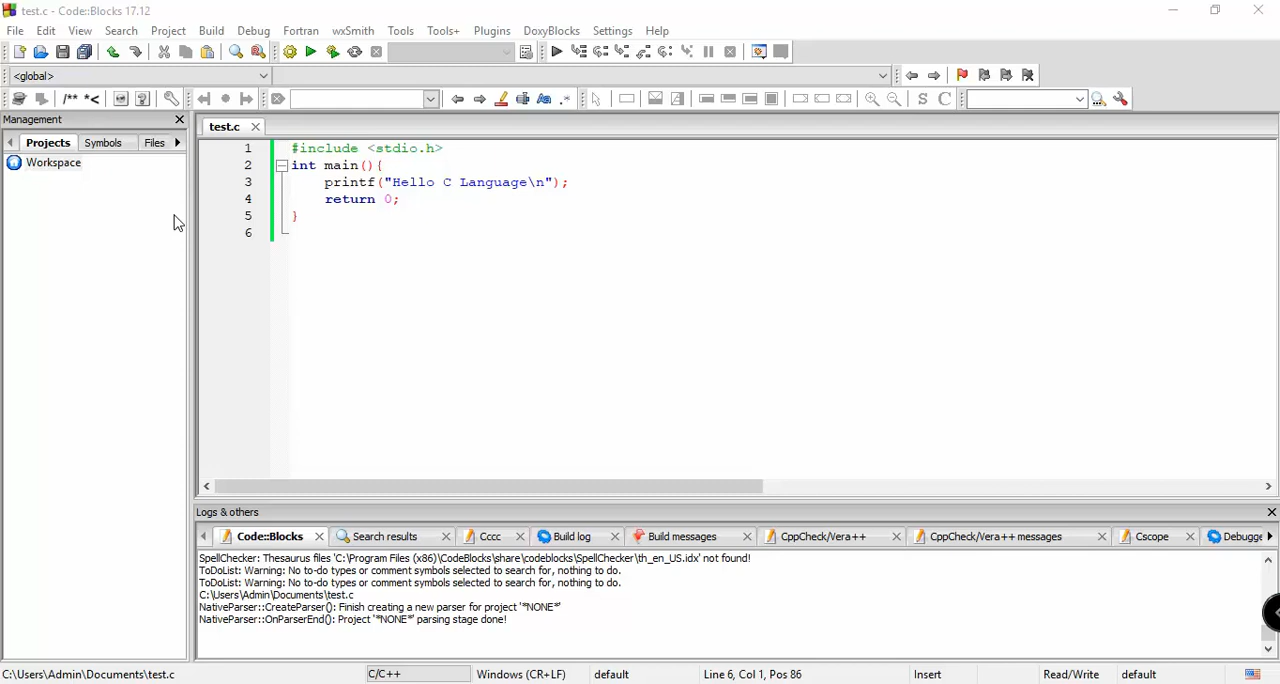 test.c - Code::Blocks 17.12
File Edit View Search Project Build Debug Fortran wxSmith Tools Tools+ Plugins DoxyBlocks Settings Help
<global>
/** *<
S C
Management
Projects Symbols Files
Workspace
test.c
1 #include <stdio.h>
2 int main(){
3 printf("Hello C Language\n");
4 return 0;
5 }
6
Logs & others
Code::Blocks Search results Cccc Build log Build messages CppCheck/Vera++ CppCheck/Vera++ messages Cscope Debugge
SpellChecker: Thesaurus files 'C:\Program Files (x86)\CodeBlocks\share\codeblocks\SpellChecker\th_en_US.idx' not found!
ToDoList: Warning: No to-do types or comment symbols selected to search for, nothing to do.
ToDoList: Warning: No to-do types or comment symbols selected to search for, nothing to do.
C:\Users\Admin\Documents\test.c
NativeParser::CreateParser(): Finish creating a new parser for project '*NONE*'
NativeParser::OnParserEnd(): Project '*NONE*' parsing stage done!
C:\Users\Admin\Documents\test.c C/C++ Windows (CR+LF) default Line 6, Col 1, Pos 86 Insert Read/Write default